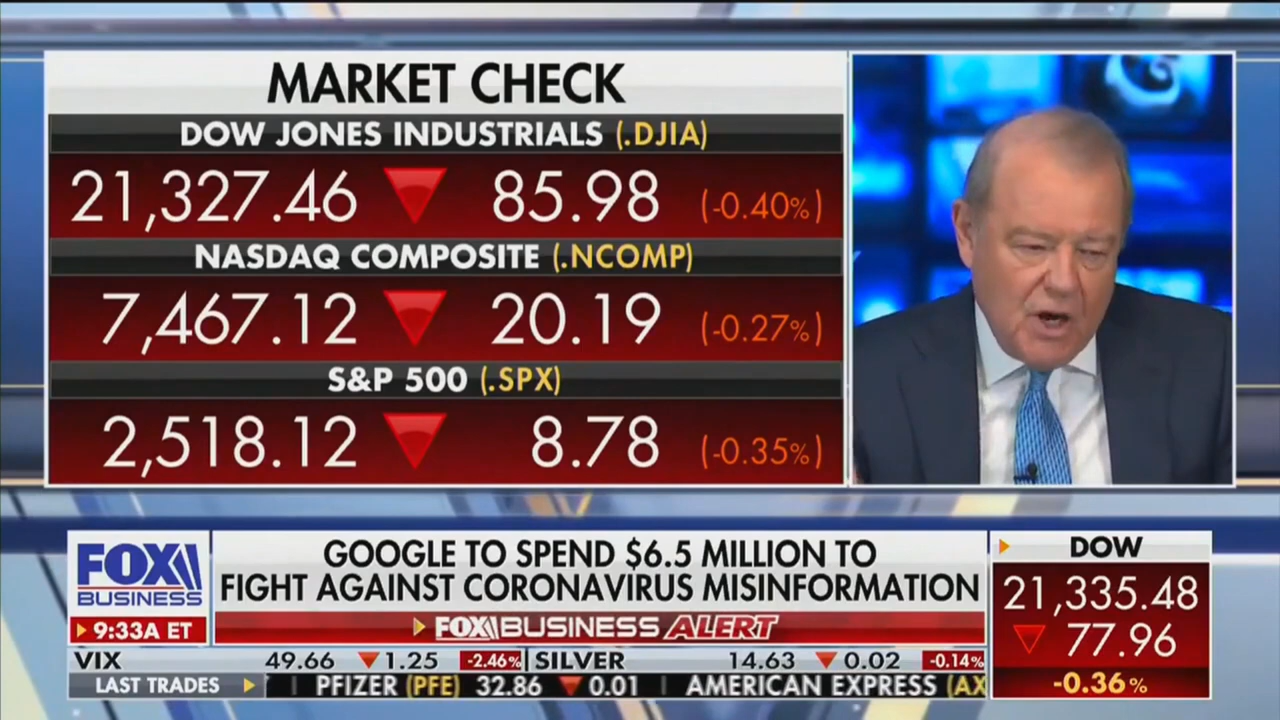 MARKET CHECK
DOW JONES INDUSTRIALS (.DJIA)
21,327.46 ▼ 85.98 (-0.40%)
NASDAQ COMPOSITE (.NCOMP)
7,467.12 ▼ 20.19 (-0.27%)
S&P 500 (.SPX)
2,518.12 ▼ 8.78 (-0.35%)
FOX BUSINESS
9:33A ET
GOOGLE TO SPEND $6.5 MILLION TO
FIGHT AGAINST CORONAVIRUS MISINFORMATION
FOX BUSINESS ALERT
DOW
21,335.48
▼ 77.96
-0.36%
VIX 49.66 ▼ 1.25 -2.46% SILVER 14.63 ▼ 0.02 -0.14%
LAST TRADES PFIZER (PFE) 32.86 ▼ 0.01 AMERICAN EXPRESS (AX